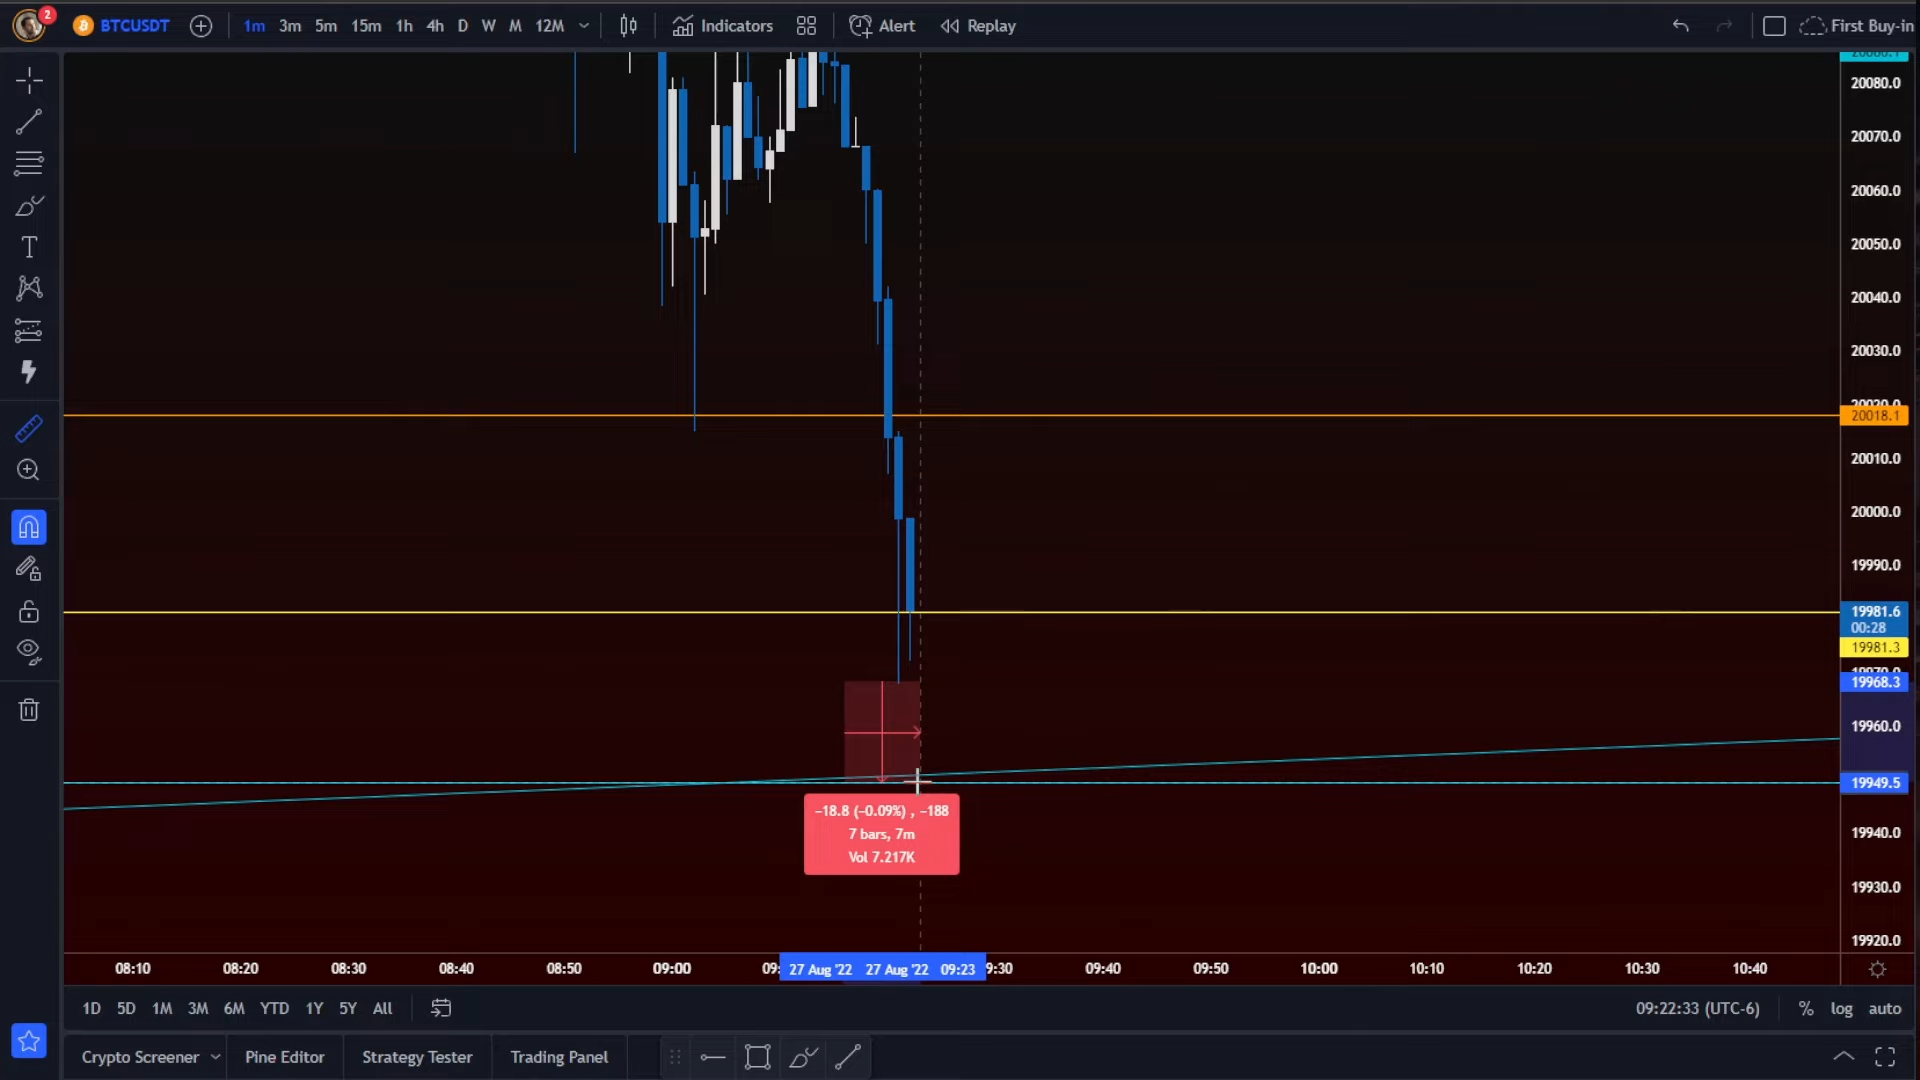 2
BTCUSDT
1m 3m 5m 15m 1h 4h D W M 12M
Indicators
Alert
Replay
First Buy-in
20080.0
20070.0
20060.0
20050.0
20040.0
20030.0
20018.1
20010.0
20000.0
19990.0
19981.6
00:28
19981.3
19968.3
19960.0
19949.5
19940.0
19930.0
19920.0
−18.8 (−0.09%) , −188
7 bars, 7m
Vol 7.217K
08:10 08:20 08:30 08:40 08:50 09:00 09: 27 Aug '22 27 Aug '22 09:23 9:30 09:40 09:50 10:00 10:10 10:20 10:30 10:40
1D 5D 1M 3M 6M YTD 1Y 5Y All
09:22:33 (UTC-6) % log auto
Crypto Screener Pine Editor Strategy Tester Trading Panel